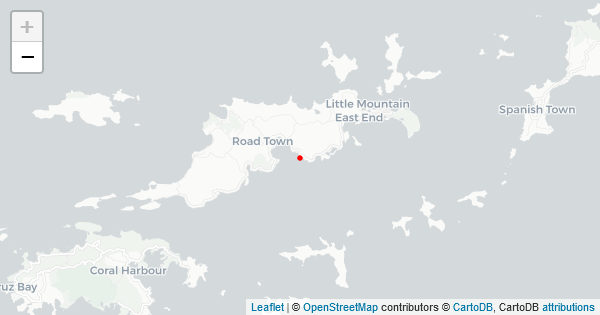 +
−
Little Mountain
East End
Spanish Town
Road Town
Coral Harbour
ruz Bay
Leaflet | © OpenStreetMap contributors © CartoDB, CartoDB attributions